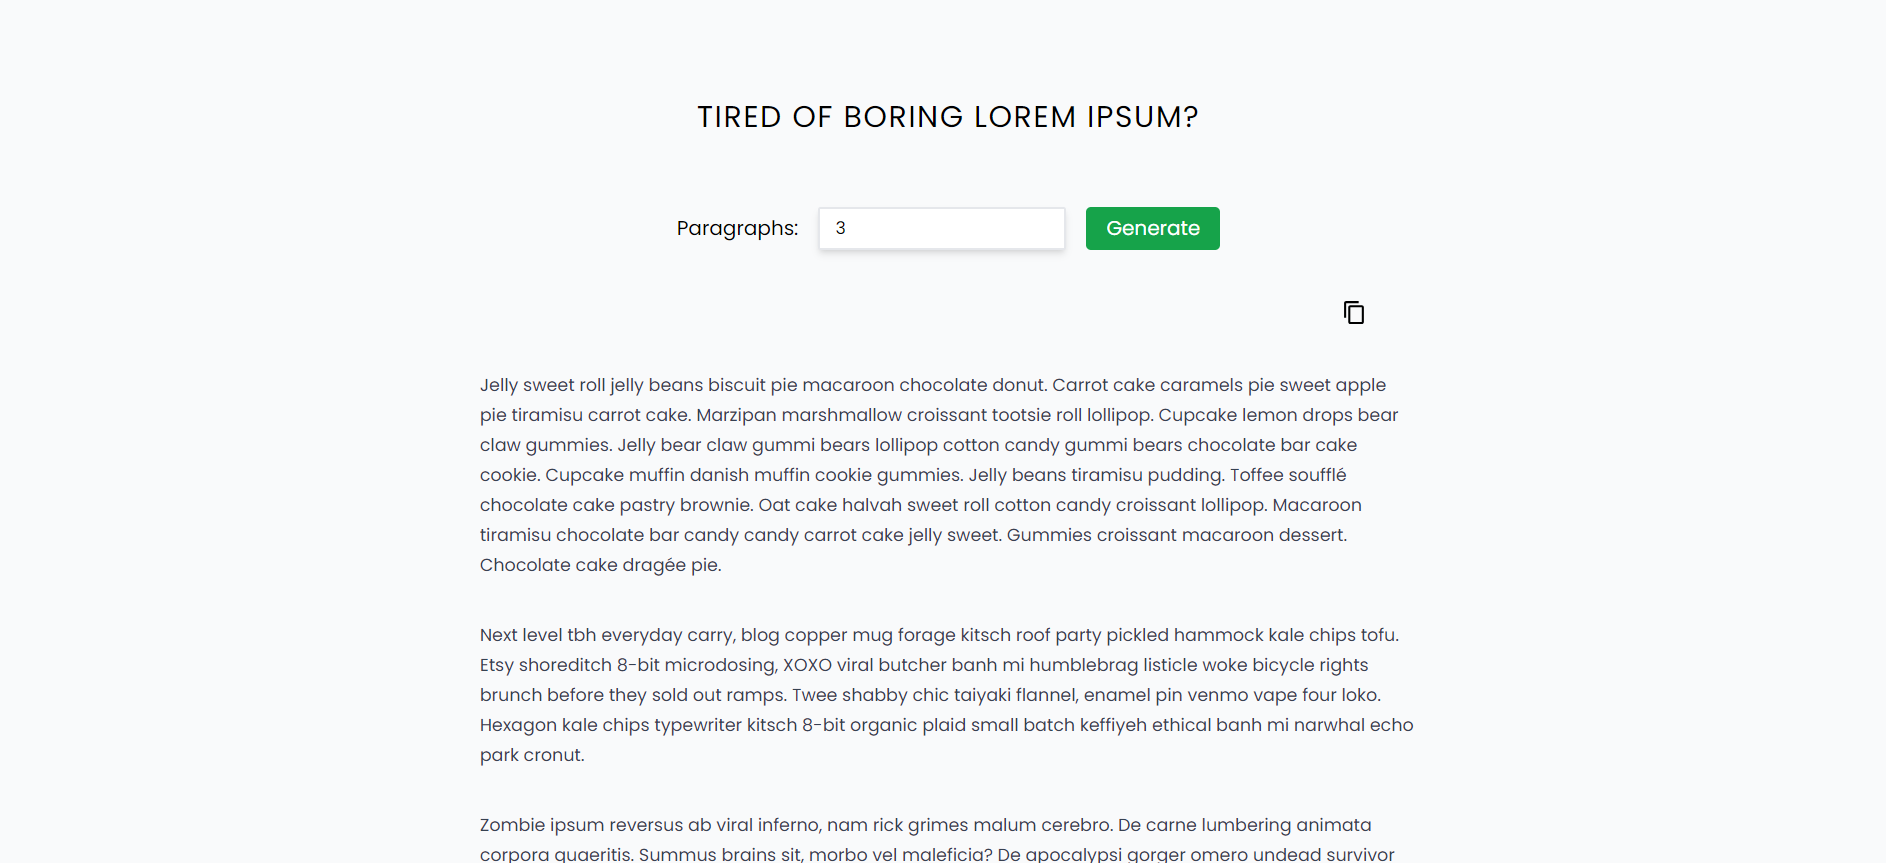 TIRED OF BORING LOREM IPSUM?
Paragraphs:
3
Generate
Jelly sweet roll jelly beans biscuit pie macaroon chocolate donut. Carrot cake caramels pie sweet apple
pie tiramisu carrot cake. Marzipan marshmallow croissant tootsie roll lollipop. Cupcake lemon drops bear
claw gummies. Jelly bear claw gummi bears lollipop cotton candy gummi bears chocolate bar cake
cookie. Cupcake muffin danish muffin cookie gummies. Jelly beans tiramisu pudding. Toffee soufflé
chocolate cake pastry brownie. Oat cake halvah sweet roll cotton candy croissant lollipop. Macaroon
tiramisu chocolate bar candy candy carrot cake jelly sweet. Gummies croissant macaroon dessert.
Chocolate cake dragée pie.
Next level tbh everyday carry, blog copper mug forage kitsch roof party pickled hammock kale chips tofu.
Etsy shoreditch 8-bit microdosing, XOXO viral butcher banh mi humblebrag listicle woke bicycle rights
brunch before they sold out ramps. Twee shabby chic taiyaki flannel, enamel pin venmo vape four loko.
Hexagon kale chips typewriter kitsch 8-bit organic plaid small batch keffiyeh ethical banh mi narwhal echo
park cronut.
Zombie ipsum reversus ab viral inferno, nam rick grimes malum cerebro. De carne lumbering animata
corpora quaeritis. Summus brains sit, morbo vel maleficia? De apocalypsi gorger omero undead survivor